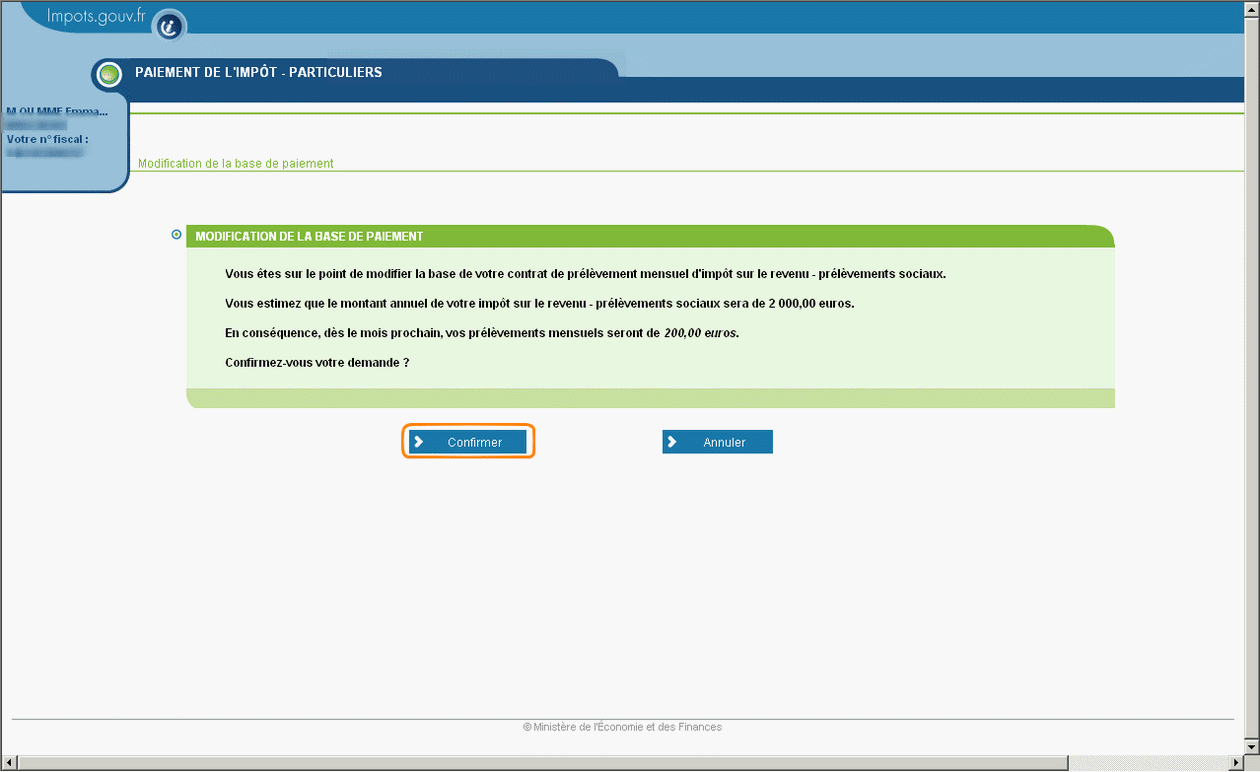 Impots.gouv.fr
PAIEMENT DE L'IMPÔT - PARTICULIERS
M OU MME Emma...
Votre n° fiscal :
Modification de la base de paiement
MODIFICATION DE LA BASE DE PAIEMENT
Vous êtes sur le point de modifier la base de votre contrat de prélèvement mensuel d'impôt sur le revenu - prélèvements sociaux.
Vous estimez que le montant annuel de votre impôt sur le revenu - prélèvements sociaux sera de 2 000,00 euros.
En conséquence, dès le mois prochain, vos prélèvements mensuels seront de 200,00 euros.
Confirmez-vous votre demande ?
Confirmer
Annuler
© Ministère de l'Économie et des Finances